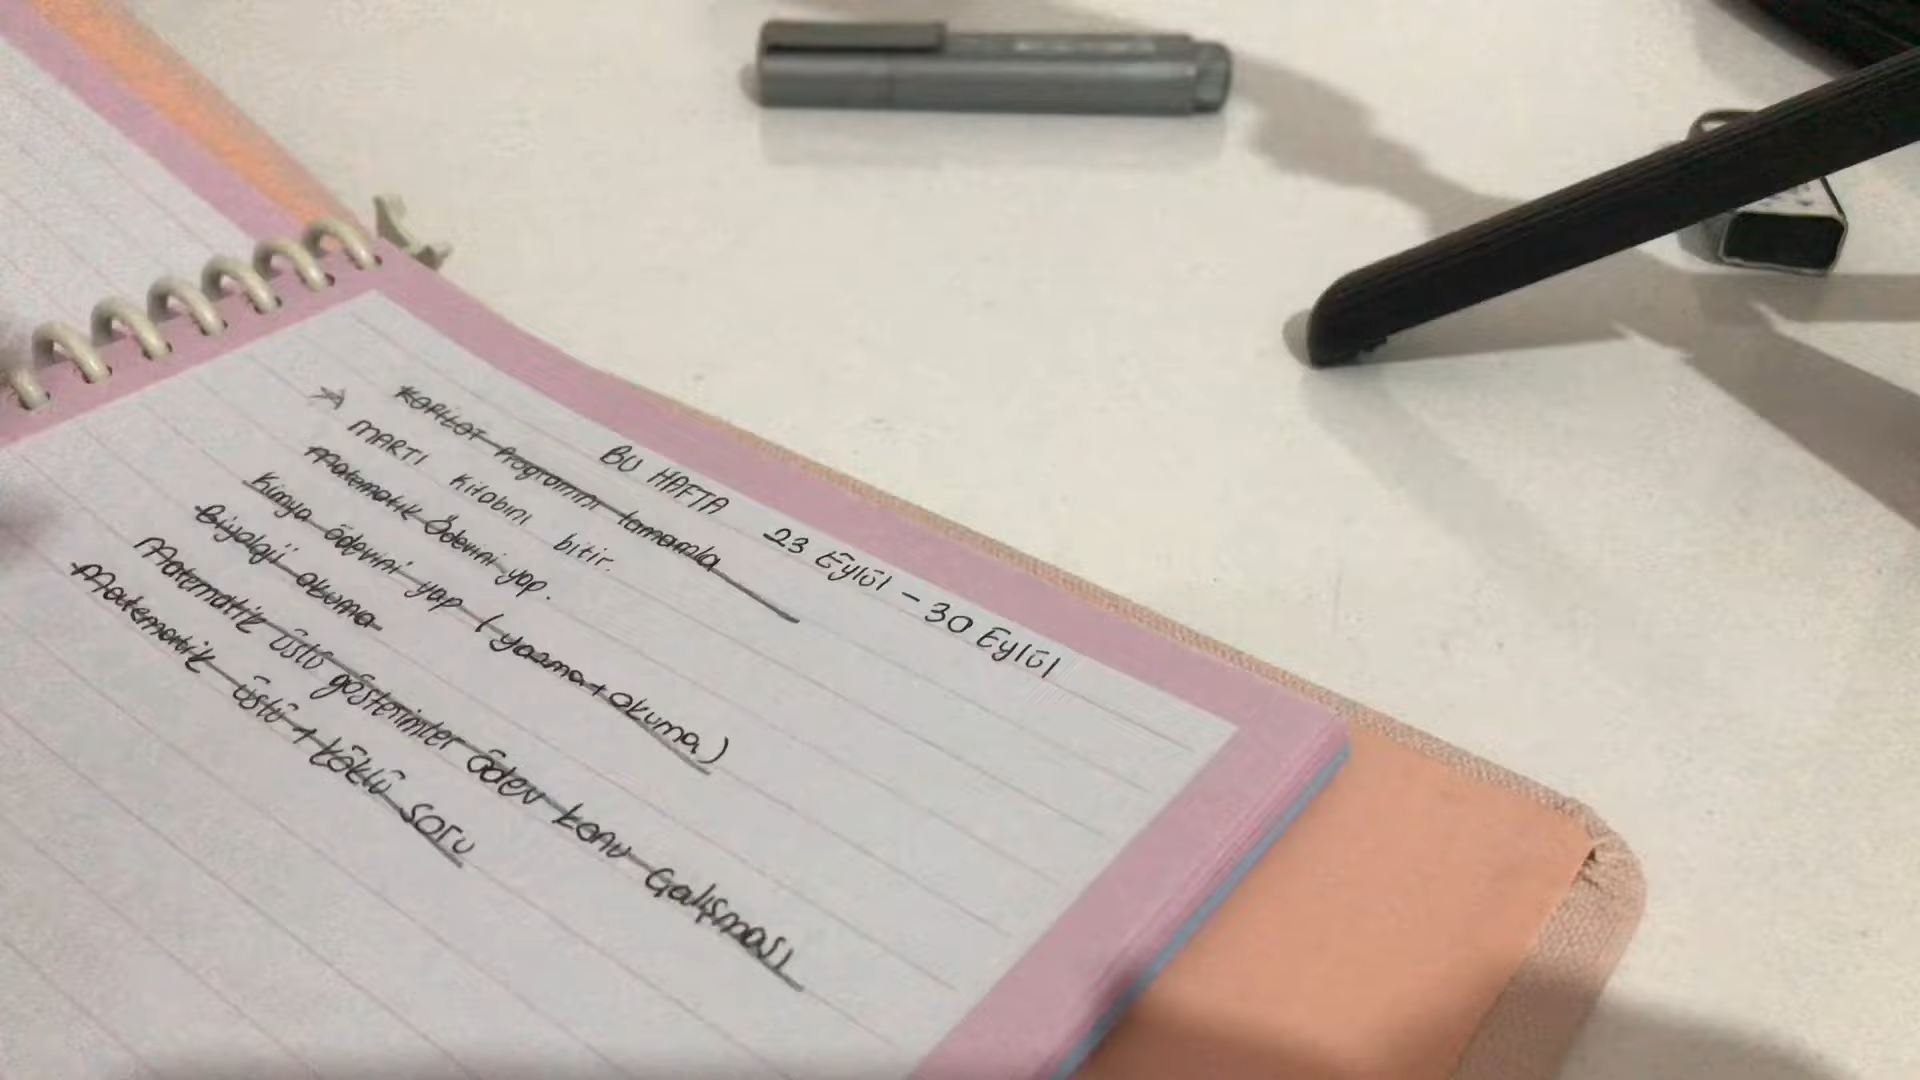 BU HAFTA 23 Eylül - 30 Eylül
Programını tamamla
MARTI Kitabını bitir.
Matematik Ödevini yap.
Kimya ödevini yap (yazma + okuma)
Biyoloji okuma
Matematik üslü gösterimler ödev konu Çalışması
Matematik üslü + köklü soru